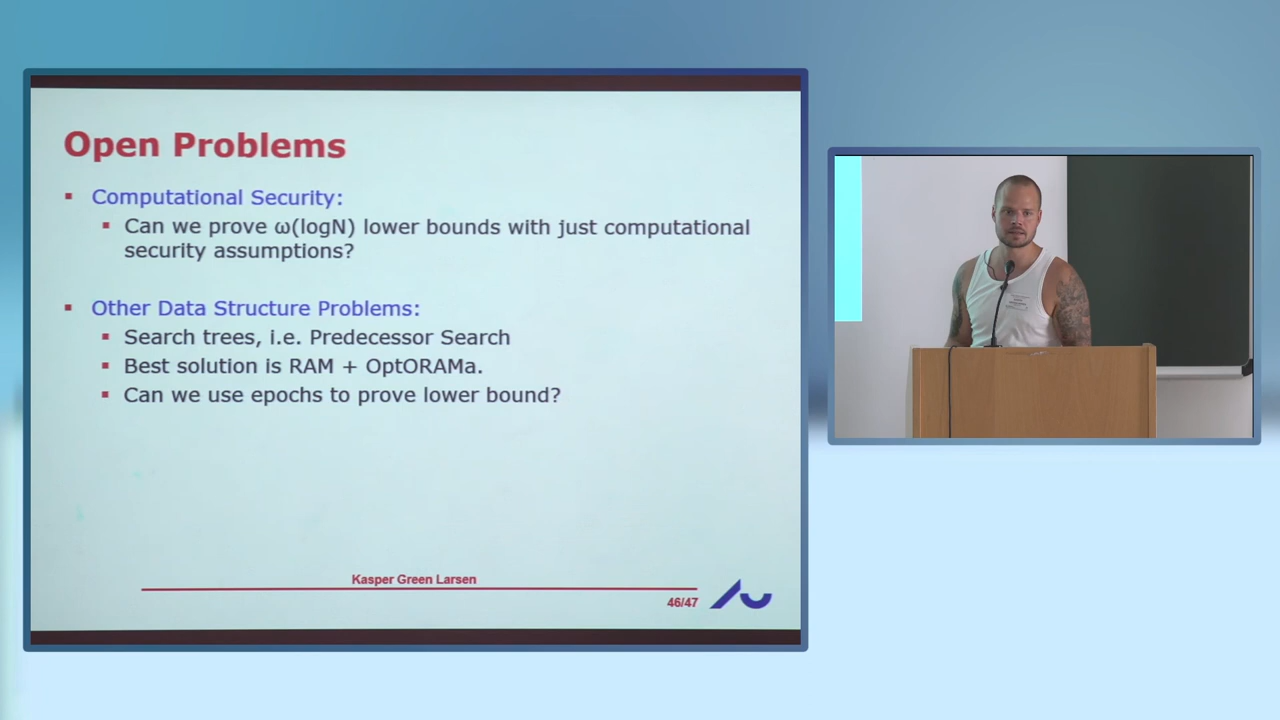 Open Problems
▪ Computational Security:
▪ Can we prove ω(logN) lower bounds with just computational
security assumptions?
▪ Other Data Structure Problems:
▪ Search trees, i.e. Predecessor Search
▪ Best solution is RAM + OptORAMa.
▪ Can we use epochs to prove lower bound?
Kasper Green Larsen
46/47